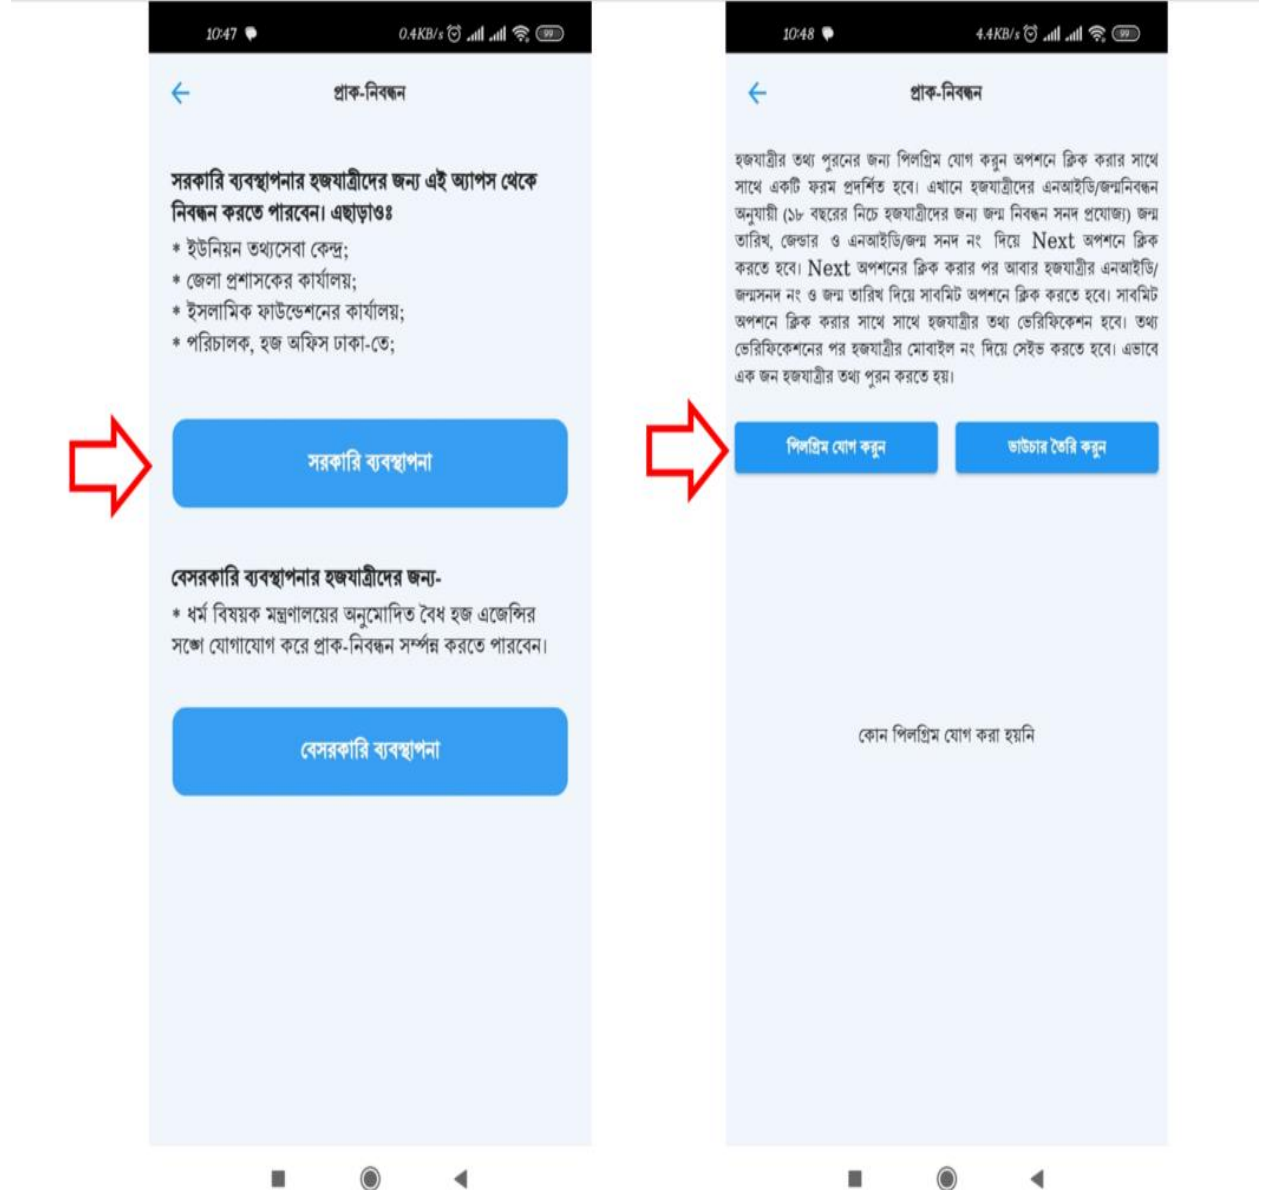 10:47
0.4KB/s
99
প্রাক-নিবন্ধন
সরকারি ব্যবস্থাপনার হজযাত্রীদের জন্য এই অ্যাপস থেকে
নিবন্ধন করতে পারবেন। এছাড়াওঃ
* ইউনিয়ন তথ্যসেবা কেন্দ্র;
* জেলা প্রশাসকের কার্যালয়;
* ইসলামিক ফাউন্ডেশনের কার্যালয়;
* পরিচালক, হজ অফিস ঢাকা-তে;
সরকারি ব্যবস্থাপনা
বেসরকারি ব্যবস্থাপনার হজযাত্রীদের জন্য-
* ধর্ম বিষয়ক মন্ত্রণালয়ের অনুমোদিত বৈধ হজ এজেন্সির
সঙ্গে যোগাযোগ করে প্রাক-নিবন্ধন সর্ম্পন্ন করতে পারবেন।
বেসরকারি ব্যবস্থাপনা
10:48
4.4KB/s
99
প্রাক-নিবন্ধন
হজযাত্রীর তথ্য পুরনের জন্য পিলগ্রিম যোগ করুন অপশনে ক্লিক করার সাথে
সাথে একটি ফরম প্রদর্শিত হবে। এখানে হজযাত্রীদের এনআইডি/জন্মনিবন্ধন
অনুযায়ী (১৮ বছরের নিচে হজযাত্রীদের জন্য জন্ম নিবন্ধন সনদ প্রযোজ্য) জন্ম
তারিখ, জেন্ডার ও এনআইডি/জন্ম সনদ নং দিয়ে Next অপশনে ক্লিক
করতে হবে। Next অপশনের ক্লিক করার পর আবার হজযাত্রীর এনআইডি/
জন্মসনদ নং ও জন্ম তারিখ দিয়ে সাবমিট অপশনে ক্লিক করতে হবে। সাবমিট
অপশনে ক্লিক করার সাথে সাথে হজযাত্রীর তথ্য ভেরিফিকেশন হবে। তথ্য
ভেরিফিকেশনের পর হজযাত্রীর মোবাইল নং দিয়ে সেইভ করতে হবে। এভাবে
এক জন হজযাত্রীর তথ্য পুরন করতে হয়।
পিলগ্রিম যোগ করুন
ভাউচার তৈরি করুন
কোন পিলগ্রিম যোগ করা হয়নি